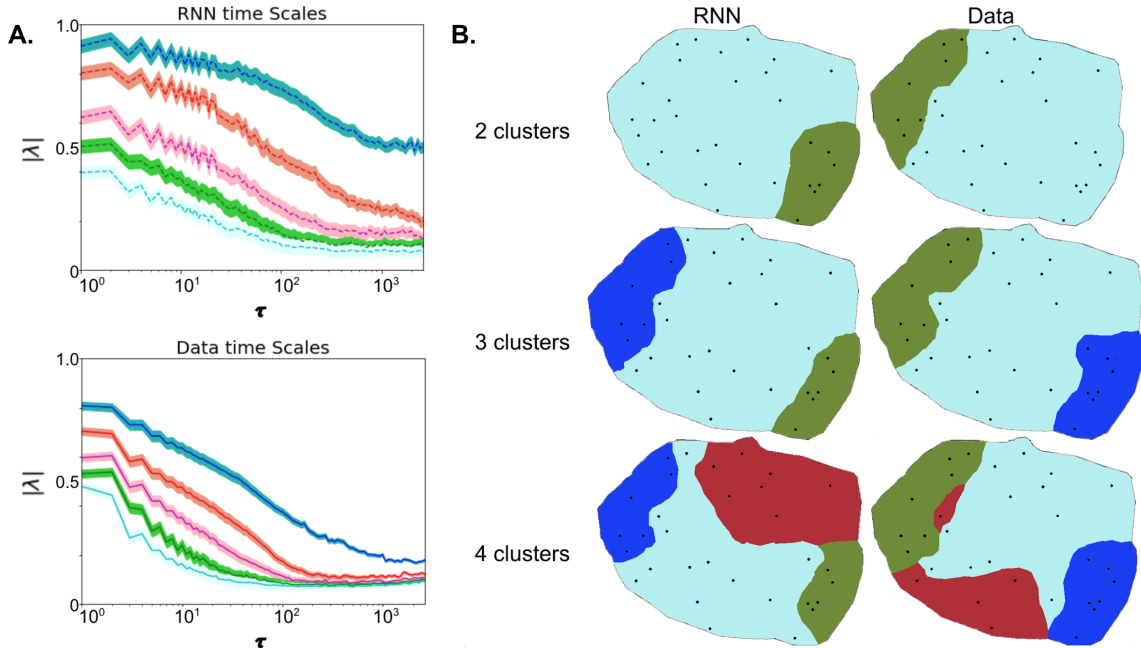 A.
RNN time Scales
1.0
0.5
0
|λ|
10⁰
10¹
10²
10³
τ
Data time Scales
1.0
0.5
0
|λ|
10⁰
10¹
10²
10³
τ
B.
RNN
Data
2 clusters
3 clusters
4 clusters